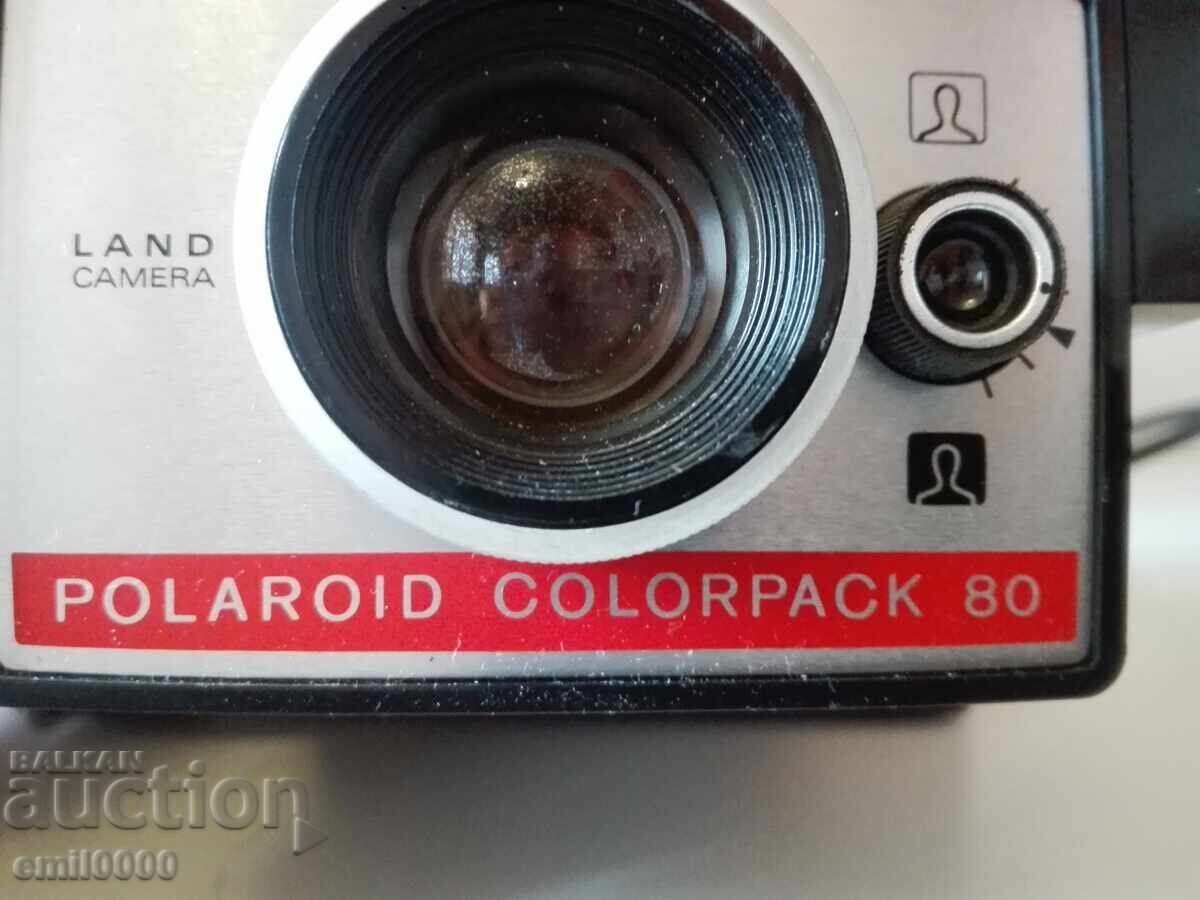 LAND
CAMERA
POLAROID COLORPACK 80
BALKAN
auction
emil0000